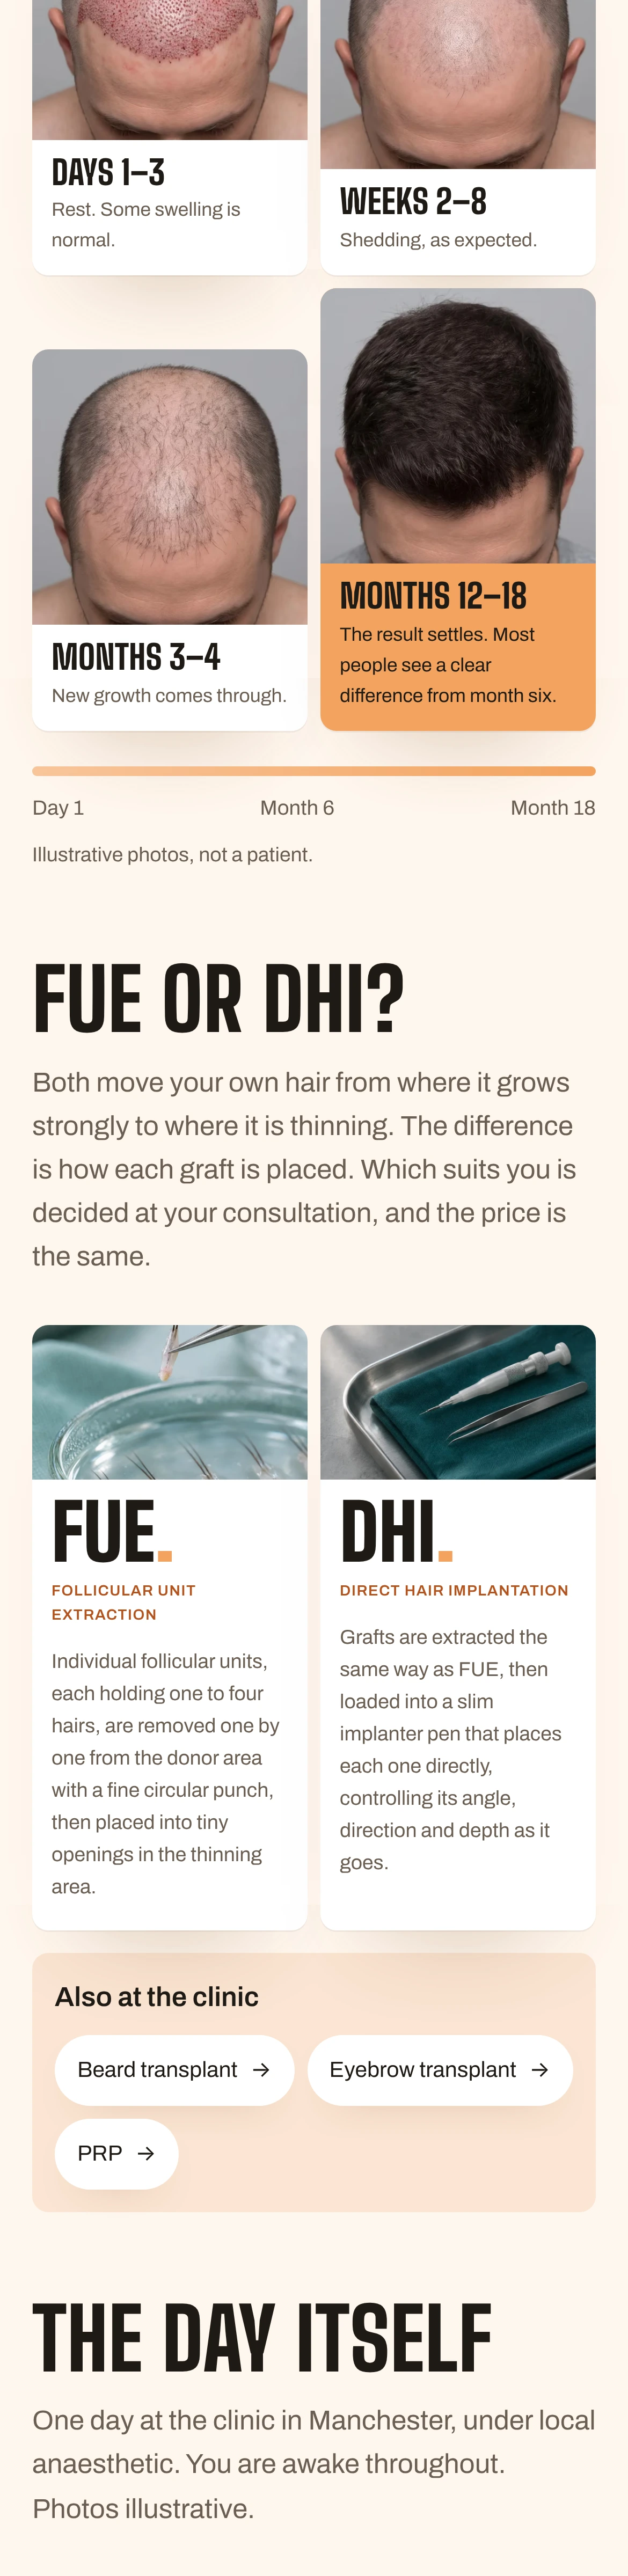 DAYS 1–3
Rest. Some swelling is
normal.
WEEKS 2–8
Shedding, as expected.
MONTHS 3–4
New growth comes through.
MONTHS 12–18
The result settles. Most
people see a clear
difference from month six.
Day 1
Month 6
Month 18
Illustrative photos, not a patient.
FUE OR DHI?
Both move your own hair from where it grows
strongly to where it is thinning. The difference
is how each graft is placed. Which suits you is
decided at your consultation, and the price is
the same.
FUE.
FOLLICULAR UNIT
EXTRACTION
Individual follicular units,
each holding one to four
hairs, are removed one by
one from the donor area
with a fine circular punch,
then placed into tiny
openings in the thinning
area.
DHI.
DIRECT HAIR IMPLANTATION
Grafts are extracted the
same way as FUE, then
loaded into a slim
implanter pen that places
each one directly,
controlling its angle,
direction and depth as it
goes.
Also at the clinic
Beard transplant →
Eyebrow transplant →
PRP →
THE DAY ITSELF
One day at the clinic in Manchester, under local
anaesthetic. You are awake throughout.
Photos illustrative.